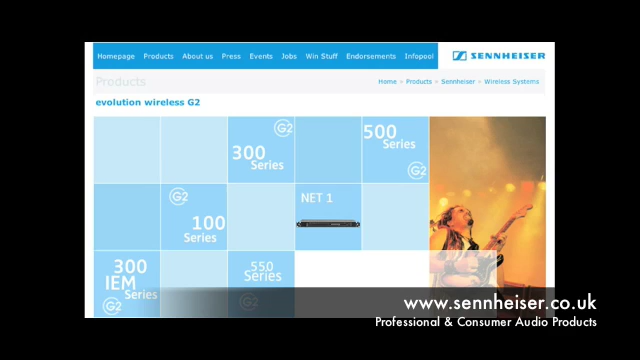 Homepage Products About us Press Events Jobs Win Stuff Endorsements Infopool
SENNHEISER
Products
Home » Products » Sennheiser » Wireless Systems
evolution wireless G2
G2
300
Series
500
Series
G2
G2
100
Series
NET 1
300
IEM
Series
G2
550
Series
G2
www.sennheiser.co.uk
Professional & Consumer Audio Products